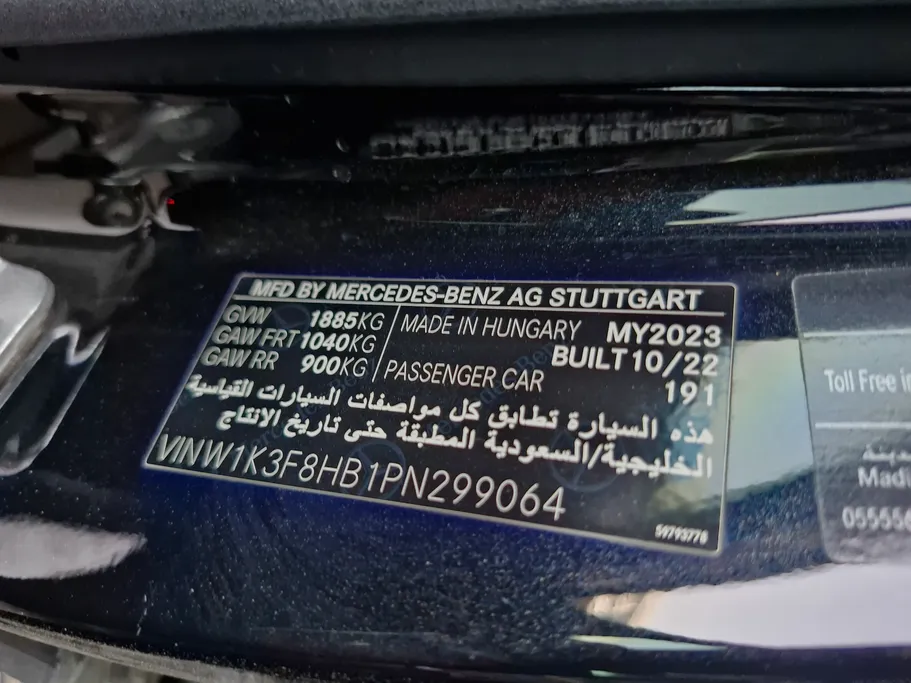 MFD BY MERCEDES-BENZ AG STUTTGART
GVW 1885KG MADE IN HUNGARY MY2023
GAW FRT 1040KG BUILT 10/22
GAW RR 900KG PASSENGER CAR 191
هذه السيارة تطابق كل مواصفات السيارات القياسية
الخليجية/السعودية المطبقة حتى تاريخ الانتاج
VINW1K3F8HB1PN299064
59793778
Toll Free